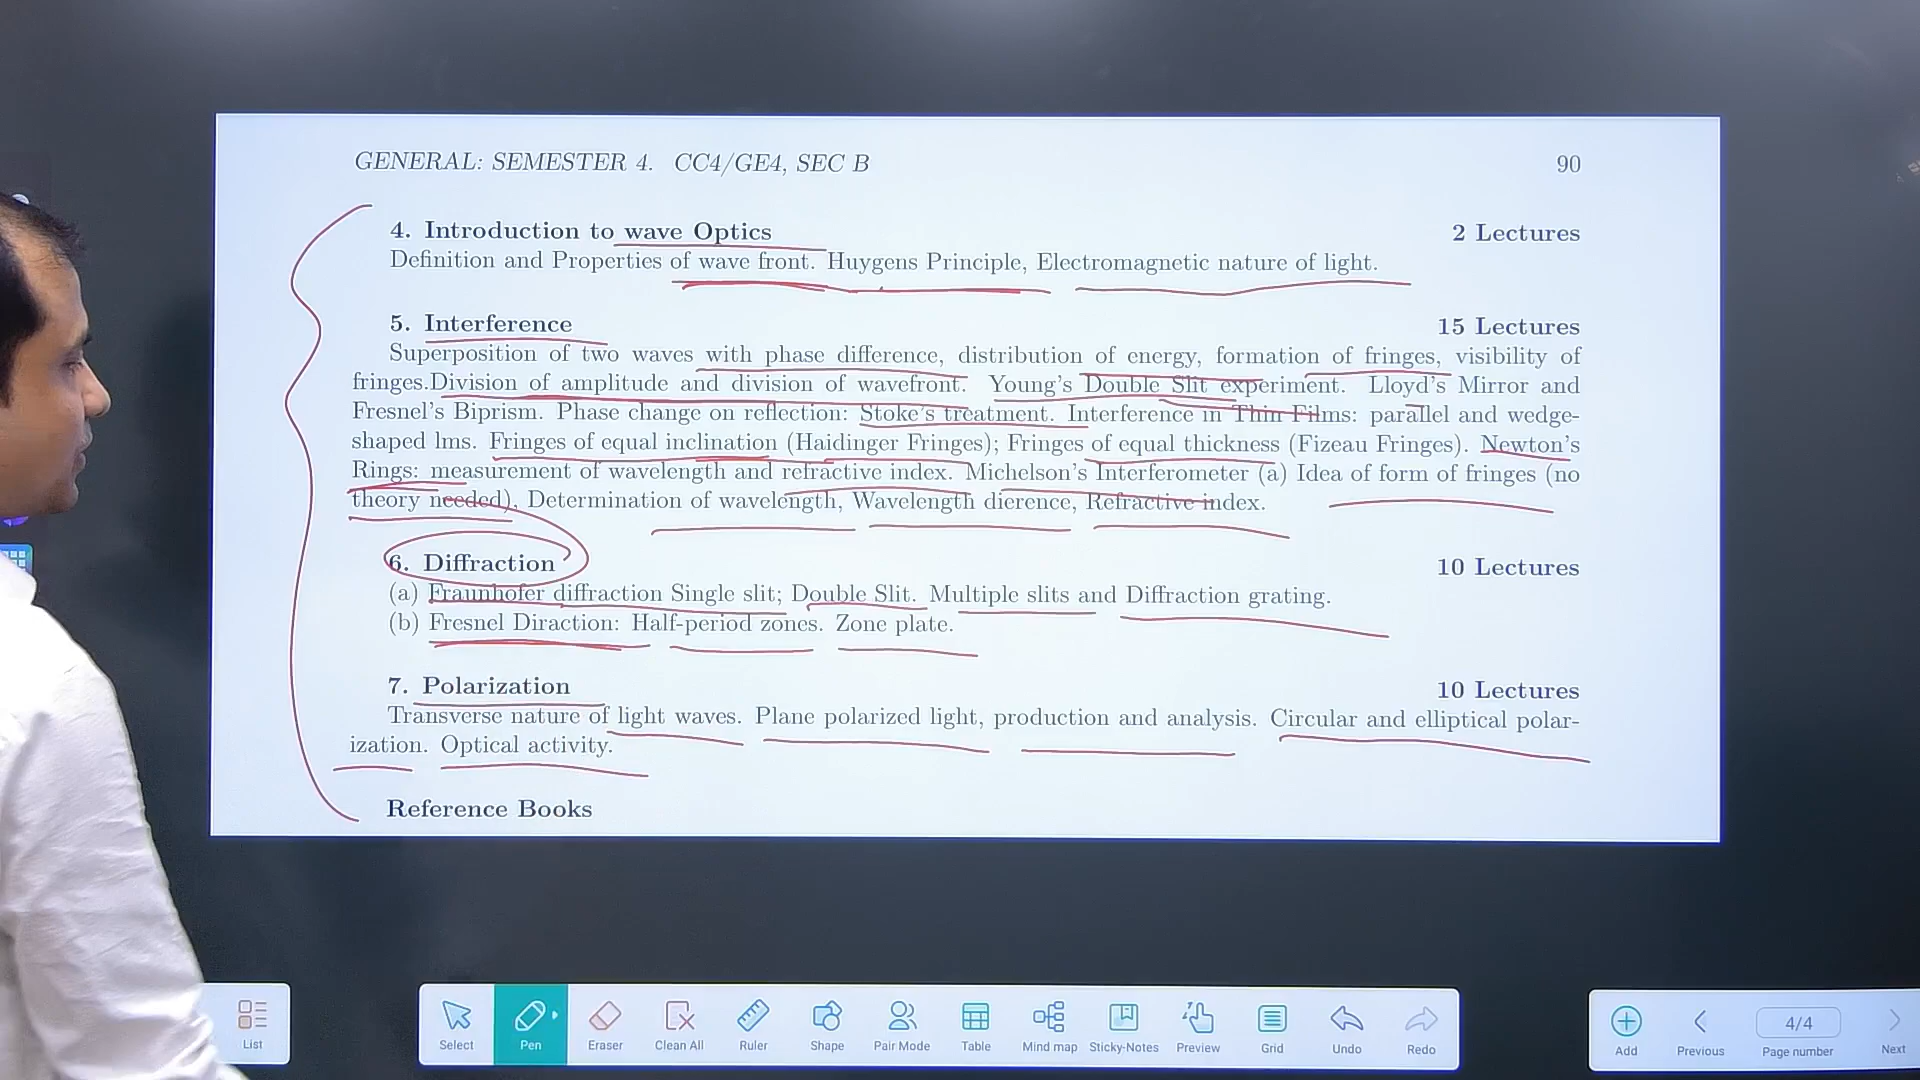 GENERAL: SEMESTER 4. CC4/GE4, SEC B 90
4. Introduction to wave Optics 2 Lectures
Definition and Properties of wave front. Huygens Principle, Electromagnetic nature of light.
5. Interference 15 Lectures
Superposition of two waves with phase difference, distribution of energy, formation of fringes, visibility of
fringes.Division of amplitude and division of wavefront. Young's Double Slit experiment. Lloyd's Mirror and
Fresnel's Biprism. Phase change on reflection: Stoke's treatment. Interference in Thin Films: parallel and wedge-
shaped lms. Fringes of equal inclination (Haidinger Fringes); Fringes of equal thickness (Fizeau Fringes). Newton's
Rings: measurement of wavelength and refractive index. Michelson's Interferometer (a) Idea of form of fringes (no
theory needed), Determination of wavelength, Wavelength dierence, Refractive index.
6. Diffraction 10 Lectures
(a) Fraunhofer diffraction Single slit; Double Slit. Multiple slits and Diffraction grating.
(b) Fresnel Diraction: Half-period zones. Zone plate.
7. Polarization 10 Lectures
Transverse nature of light waves. Plane polarized light, production and analysis. Circular and elliptical polar-
ization. Optical activity.
Reference Books
List Select Pen Eraser Clean All Ruler Shape Pair Mode Table Mind map Sticky-Notes Preview Grid Undo Redo Add Previous 4/4 Page number Next